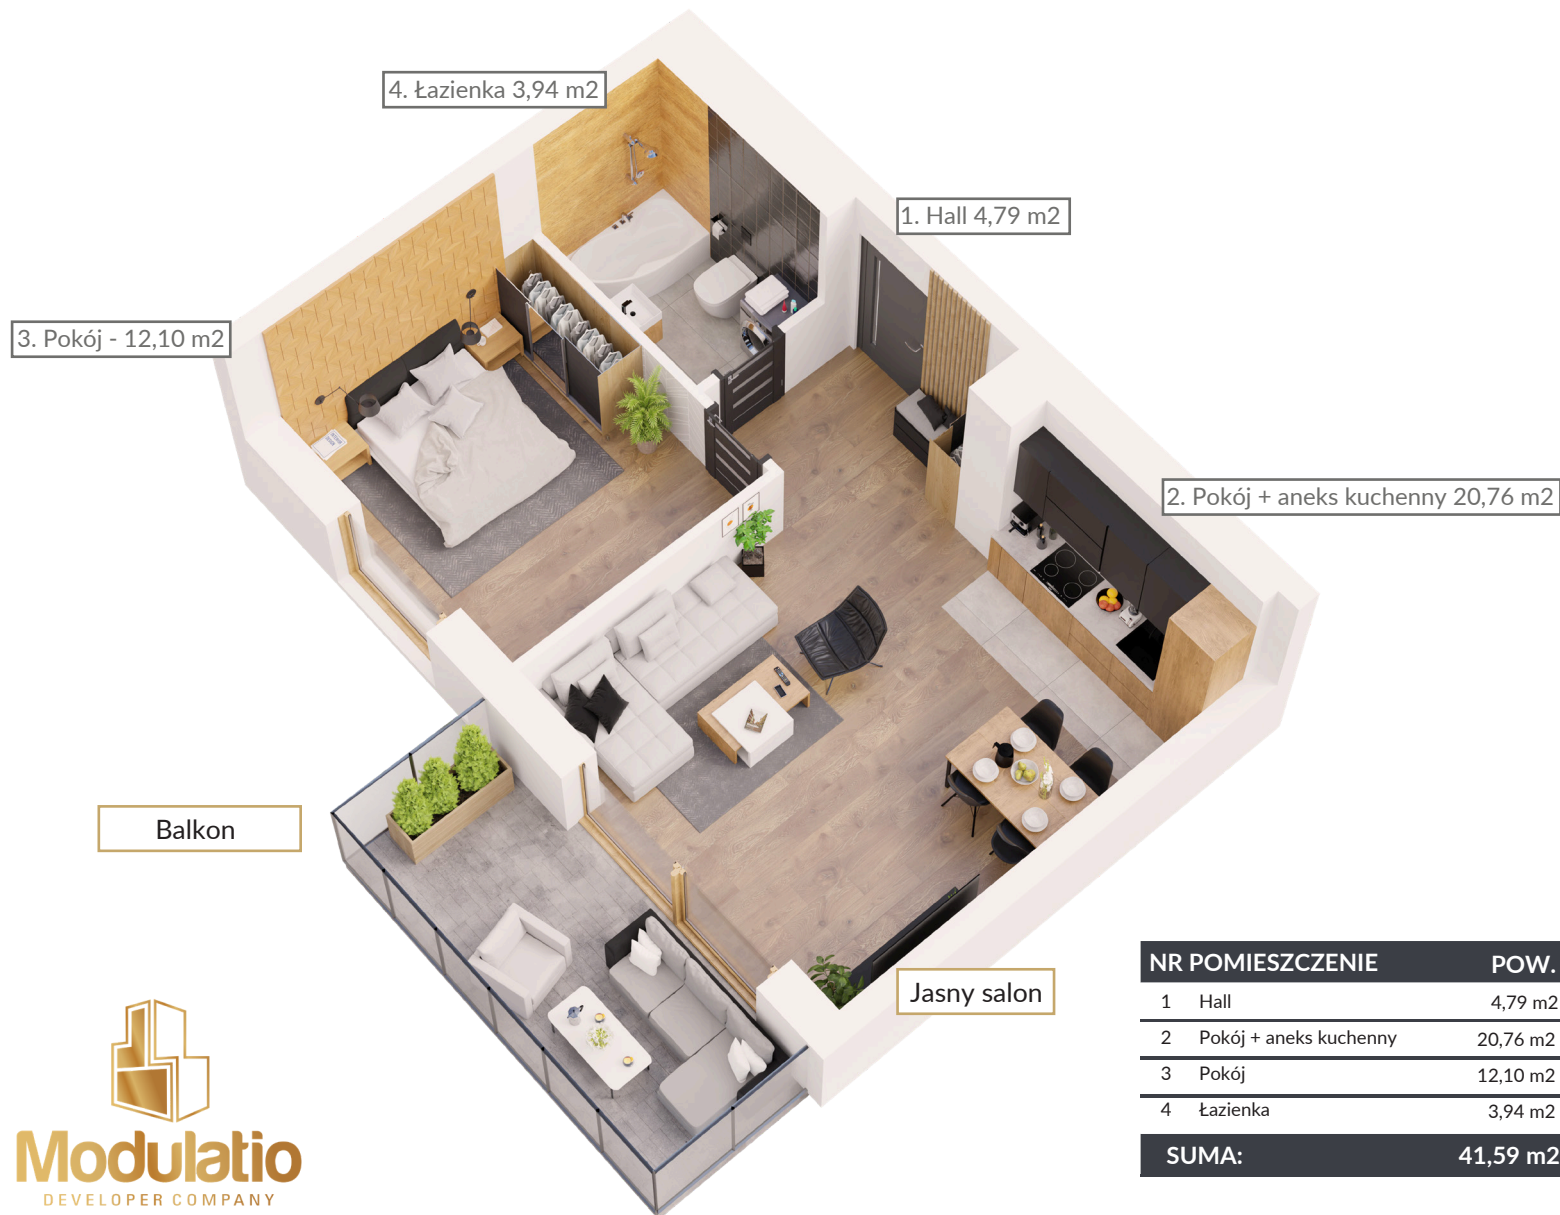 4. Łazienka 3,94 m2
1. Hall 4,79 m2
3. Pokój - 12,10 m2
2. Pokój + aneks kuchenny 20,76 m2
Balkon
Jasny salon
NR POMIESZCZENIE POW.
1 Hall 4,79 m2
2 Pokój + aneks kuchenny 20,76 m2
3 Pokój 12,10 m2
4 Łazienka 3,94 m2
SUMA: 41,59 m2
Modulatio
DEVELOPER COMPANY